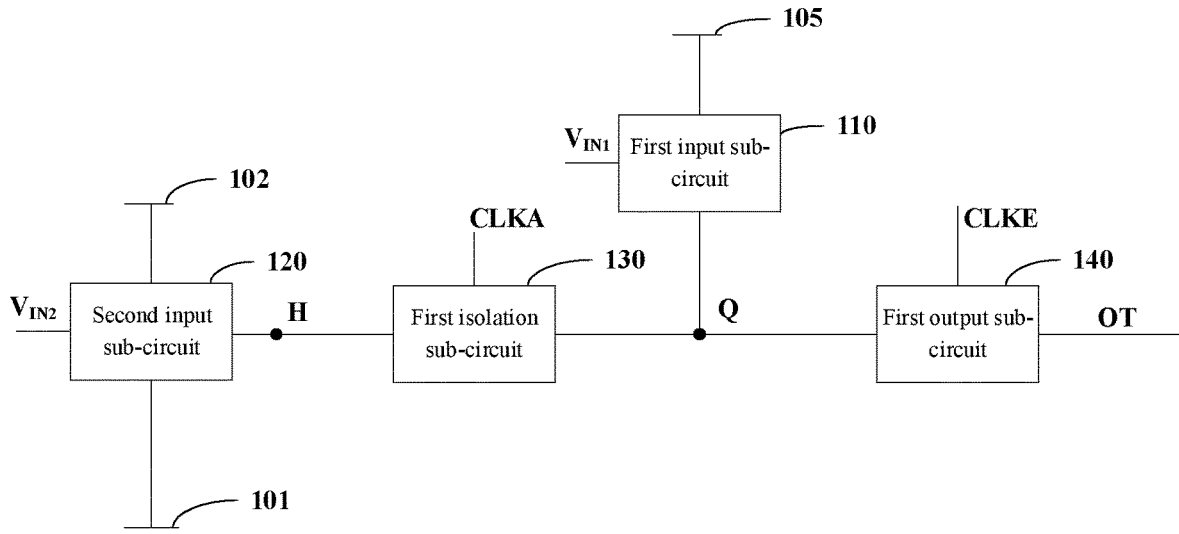 105
V_IN1
First input sub-
circuit
110
102
CLKA
CLKE
120
130
140
V_IN2
Second input
sub-circuit
H
First isolation
sub-circuit
Q
First output sub-
circuit
OT
101